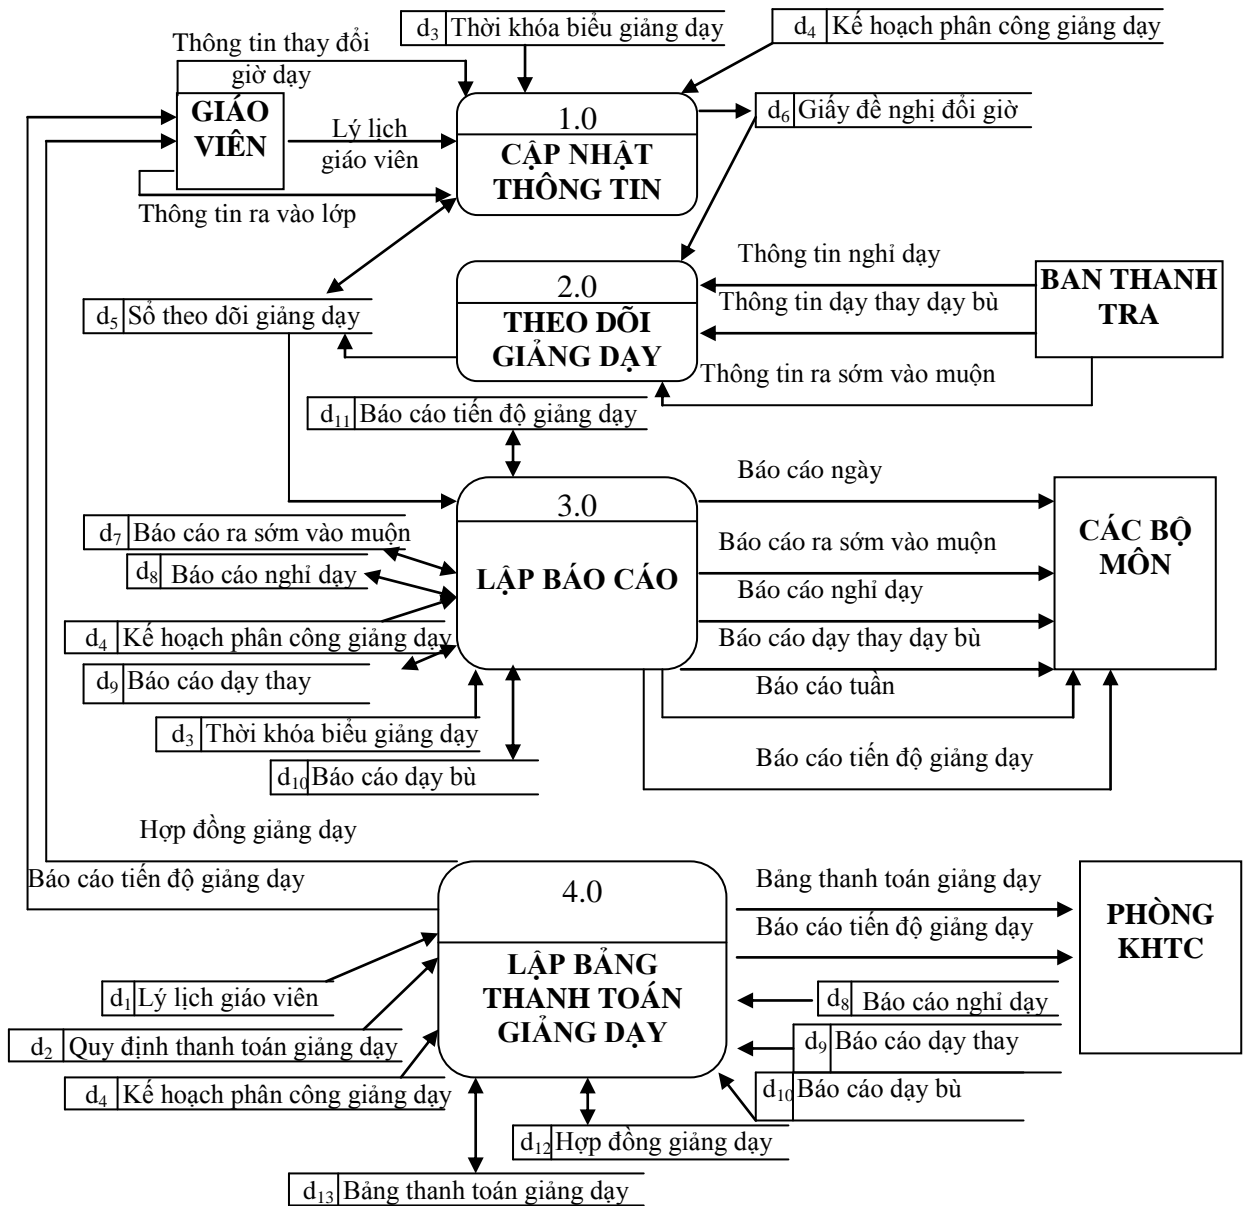 d3 Thời khóa biểu giảng dạy
d4 Kế hoạch phân công giảng dạy
Thông tin thay đổi
giờ dạy
GIÁO
VIÊN
Lý lịch
giáo viên
1.0
CẬP NHẬT
THÔNG TIN
d6 Giấy đề nghị đổi giờ
Thông tin ra vào lớp
Thông tin nghỉ dạy
2.0
THEO DÕI
GIẢNG DẠY
BAN THANH
TRA
Thông tin dạy thay dạy bù
d5 Sổ theo dõi giảng dạy
Thông tin ra sớm vào muộn
d11 Báo cáo tiến độ giảng dạy
3.0
LẬP BÁO CÁO
Báo cáo ngày
CÁC BỘ
MÔN
d7 Báo cáo ra sớm vào muộn
Báo cáo ra sớm vào muộn
d8 Báo cáo nghỉ dạy
Báo cáo nghỉ dạy
d4 Kế hoạch phân công giảng dạy
Báo cáo dạy thay dạy bù
d9 Báo cáo dạy thay
Báo cáo tuần
d3 Thời khóa biểu giảng dạy
d10 Báo cáo dạy bù
Báo cáo tiến độ giảng dạy
Hợp đồng giảng dạy
Báo cáo tiến độ giảng dạy
4.0
LẬP BẢNG
THANH TOÁN
GIẢNG DẠY
Bảng thanh toán giảng dạy
Báo cáo tiến độ giảng dạy
PHÒNG
KHTC
d1 Lý lịch giáo viên
d8 Báo cáo nghỉ dạy
d2 Quy định thanh toán giảng dạy
d9 Báo cáo dạy thay
d4 Kế hoạch phân công giảng dạy
d10 Báo cáo dạy bù
d12 Hợp đồng giảng dạy
d13 Bảng thanh toán giảng dạy